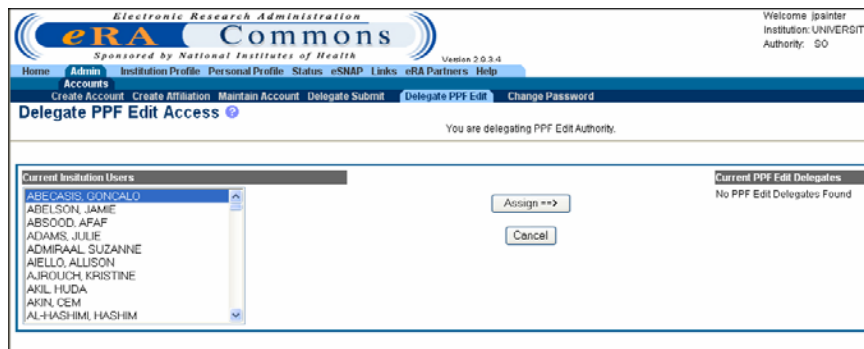 Electronic Research Administration
eRA Commons
Sponsored by National Institutes of Health
Version 2.0.3.4
Welcome jpainter
Institution: UNIVERSIT
Authority: SO
Home Admin Institution Profile Personal Profile Status eSNAP Links eRA Partners Help
Accounts
Create Account Create Affiliation Maintain Account Delegate Submit Delegate PPF Edit Change Password
Delegate PPF Edit Access ?
You are delegating PPF Edit Authority.
Current Insitution Users
Current PPF Edit Delegates
ABECASIS, GONCALO
ABELSON, JAMIE
ABSOOD, AFAF
ADAMS, JULIE
ADMIRAAL, SUZANNE
AIELLO, ALLISON
AJROUCH, KRISTINE
AKIL, HUDA
AKIN, CEM
AL-HASHIMI, HASHIM
Assign ==>
Cancel
No PPF Edit Delegates Found